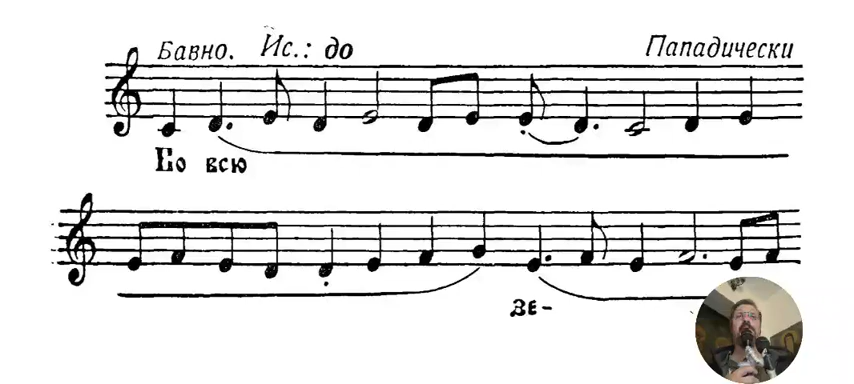 Бавно. Ис.: до Пападически
Во всю
зе-